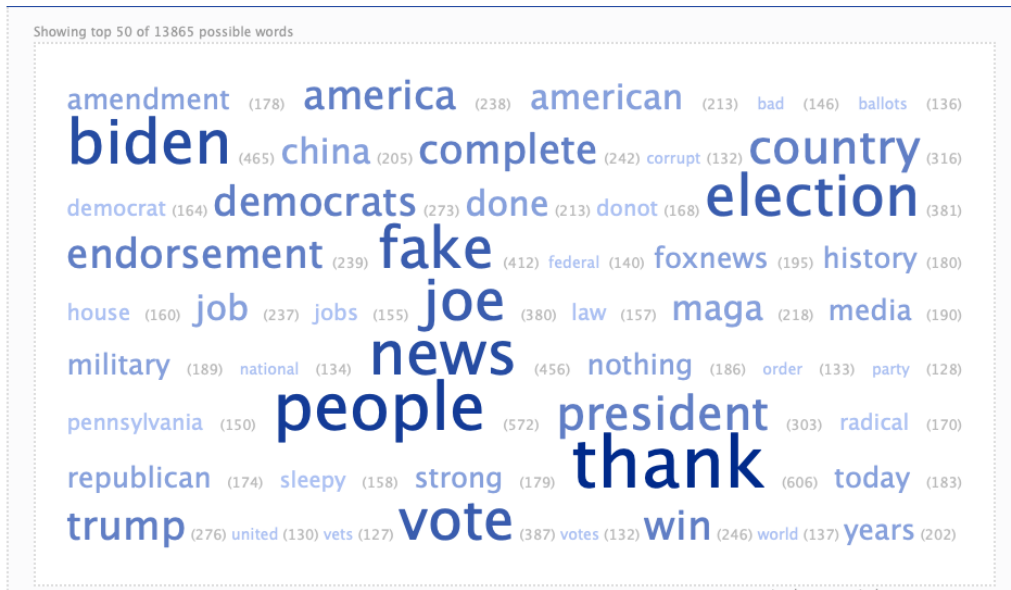 Showing top 50 of 13865 possible words
amendment (178) america (238) american (213) bad (146) ballots (136)
biden (465) china (205) complete (242) corrupt (132) country (316)
democrat (164) democrats (273) done (213) donot (168) election (381)
endorsement (239) fake (412) federal (140) foxnews (195) history (180)
house (160) job (237) jobs (155) joe (380) law (157) maga (218) media (190)
military (189) national (134) news (456) nothing (186) order (133) party (128)
pennsylvania (150) people (572) president (303) radical (170)
republican (174) sleepy (158) strong (179) thank (606) today (183)
trump (276) united (130) vets (127) vote (387) votes (132) win (246) world (137) years (202)